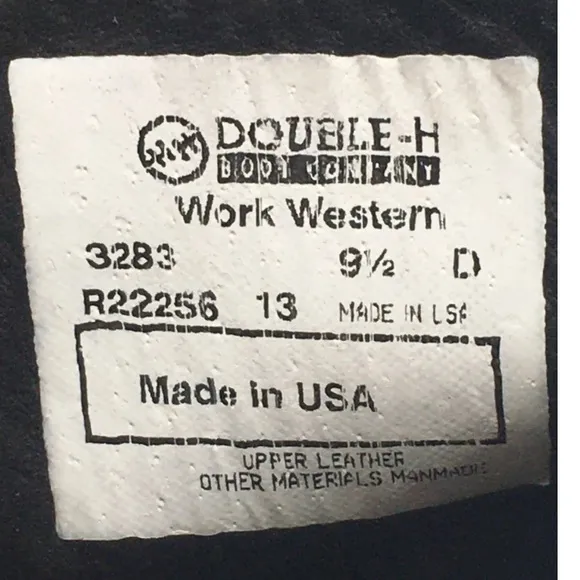 DOUBLE-H
BOOT COMPANY
Work Western
3283 9½ D
R22256 13 MADE IN USA
Made in USA
UPPER LEATHER
OTHER MATERIALS MANMADE